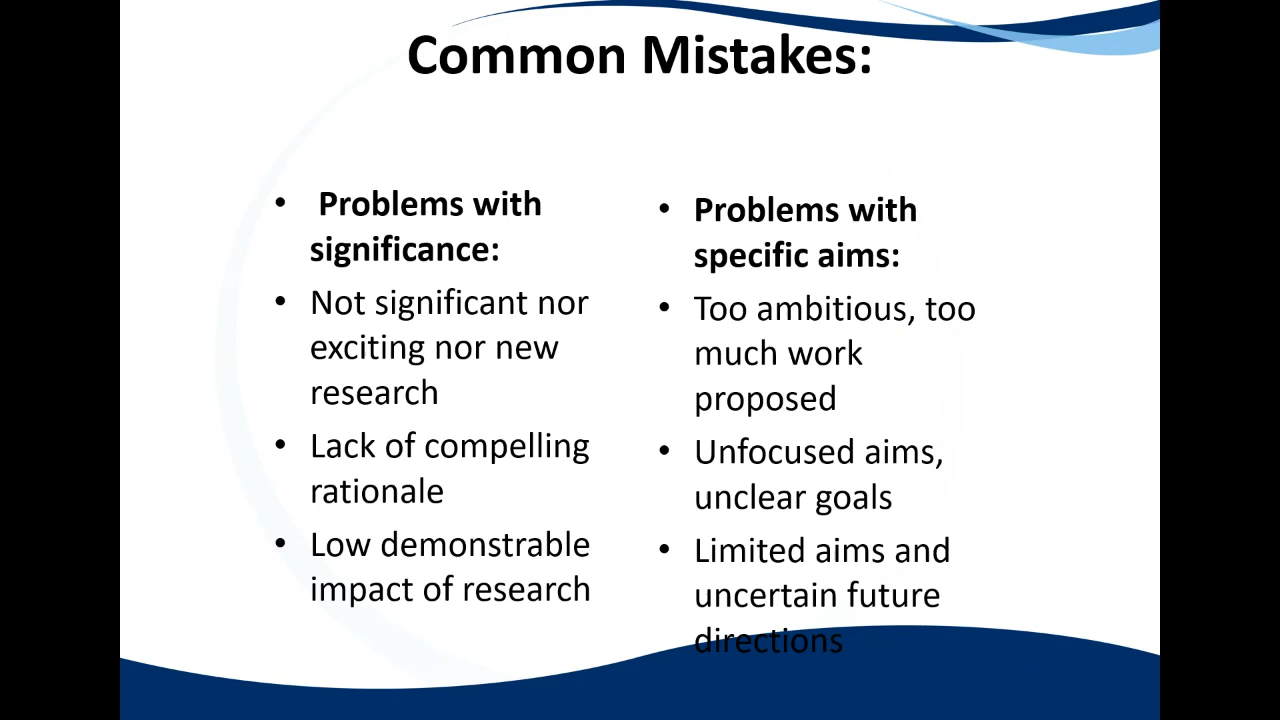 Common Mistakes:
• Problems with
significance:
• Not significant nor
exciting nor new
research
• Lack of compelling
rationale
• Low demonstrable
impact of research
• Problems with
specific aims:
• Too ambitious, too
much work
proposed
• Unfocused aims,
unclear goals
• Limited aims and
uncertain future
directions